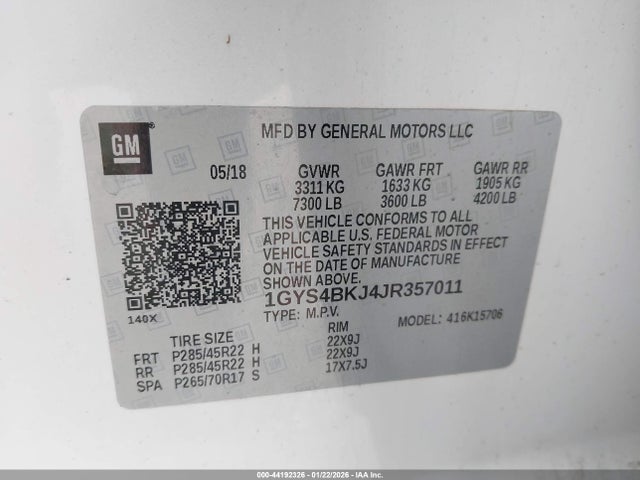 GM
MFD BY GENERAL MOTORS LLC
05/18 GVWR GAWR FRT GAWR RR
3311 KG 1633 KG 1905 KG
7300 LB 3600 LB 4200 LB
THIS VEHICLE CONFORMS TO ALL
APPLICABLE U.S. FEDERAL MOTOR
VEHICLE SAFETY STANDARDS IN EFFECT
ON THE DATE OF MANUFACTURE
SHOWN ABOVE.
1GYS4BKJ4JR357011
140X TYPE: M.P.V. MODEL: 416K15706
TIRE SIZE RIM
FRT P285/45R22 H 22X9J
RR P285/45R22 H 22X9J
SPA P265/70R17 S 17X7.5J
000-44192326 - 01/22/2026 - IAA Inc.